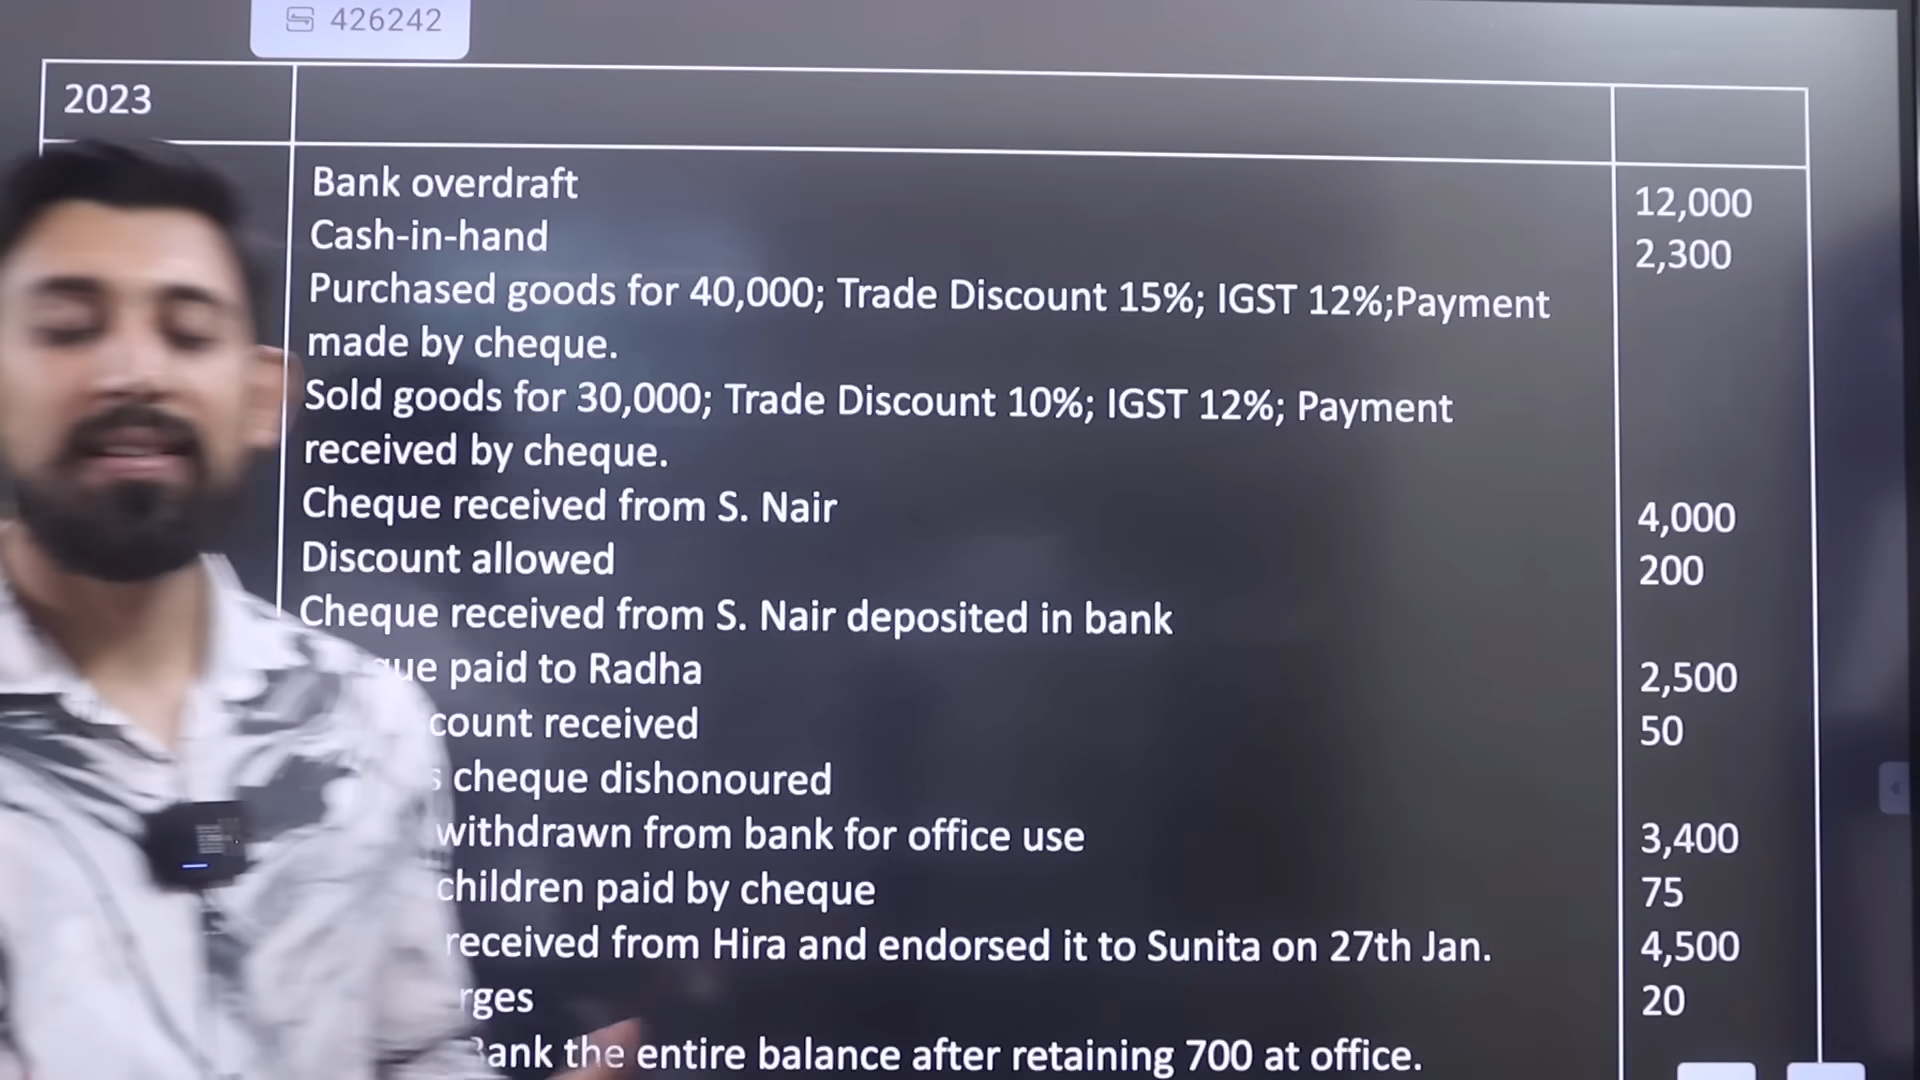 426242
2023
Bank overdraft 12,000
Cash-in-hand 2,300
Purchased goods for 40,000; Trade Discount 15%; IGST 12%;Payment
made by cheque.
Sold goods for 30,000; Trade Discount 10%; IGST 12%; Payment
received by cheque.
Cheque received from S. Nair 4,000
Discount allowed 200
Cheque received from S. Nair deposited in bank
paid to Radha 2,500
received 50
cheque dishonoured
withdrawn from bank for office use 3,400
children paid by cheque 75
received from Hira and endorsed it to Sunita on 27th Jan. 4,500
20
Bank the entire balance after retaining 700 at office.